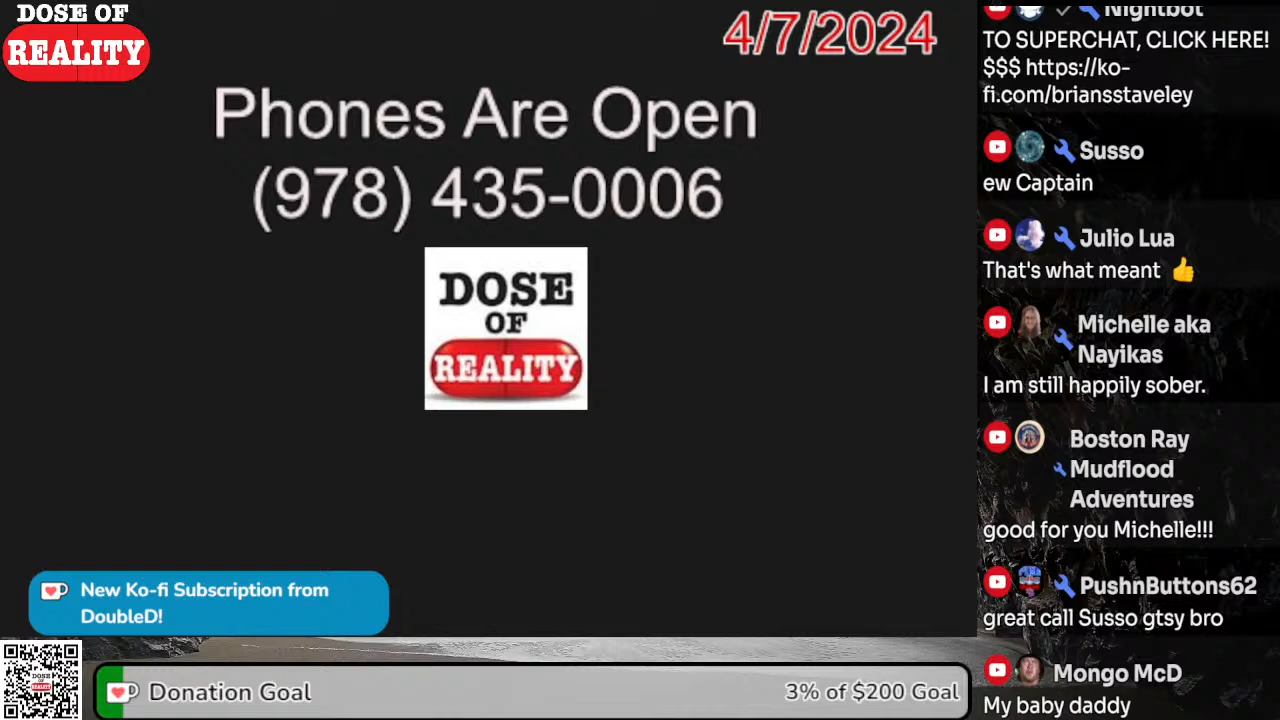 DOSE OF
REALITY
4/7/2024
Phones Are Open
(978) 435-0006
DOSE
OF
REALITY
New Ko-fi Subscription from
DoubleD!
Donation Goal
3% of $200 Goal
Nightbot
TO SUPERCHAT, CLICK HERE!
$$$ https://ko-
fi.com/briansstaveley
Susso
ew Captain
Julio Lua
That's what meant 👍
Michelle aka
Nayikas
I am still happily sober.
Boston Ray
Mudflood
Adventures
good for you Michelle!!!
PushnButtons62
great call Susso gtsy bro
Mongo McD
My baby daddy